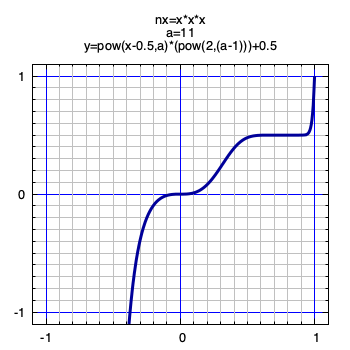 nx=x*x*x
a=11
y=pow(x-0.5,a)*(pow(2,(a-1)))+0.5
1
0
-1
-1
0
1